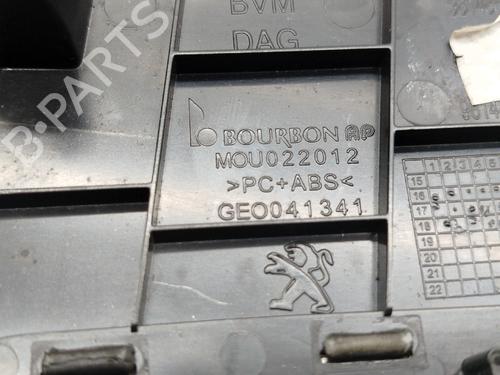 BVM
DAG
BOURBON AP
MOU022012
>PC+ABS<
GEO041341
B-PARTS
15
16
17
18
19
20
21
22
1 2 3 4 5